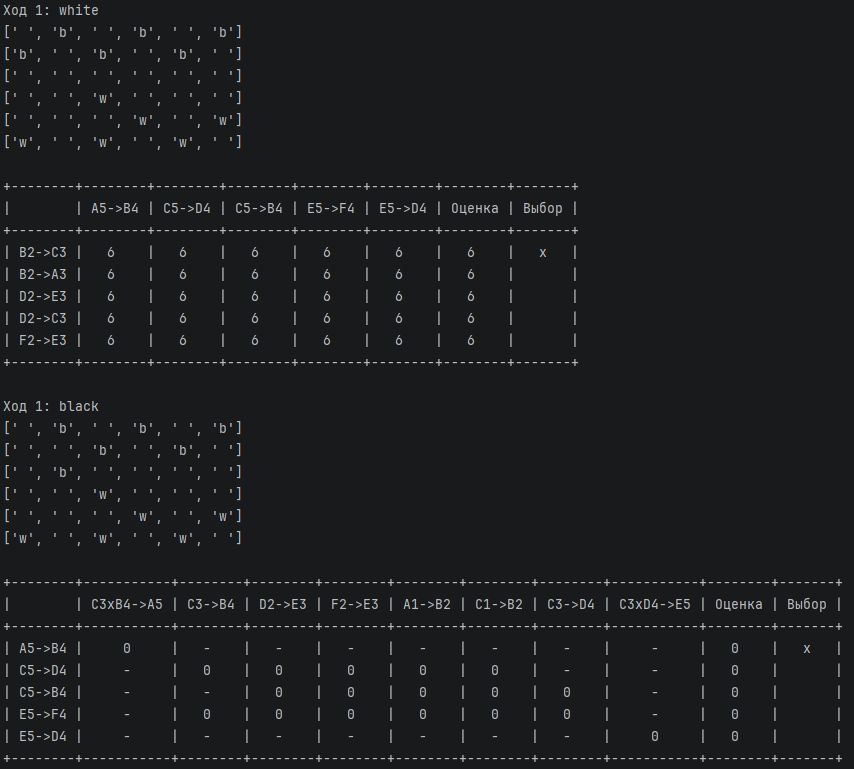 Ход 1: white
[' ', 'b', ' ', 'b', ' ', 'b']
['b', ' ', 'b', ' ', 'b', ' ']
[' ', ' ', ' ', ' ', ' ', ' ']
[' ', ' ', 'w', ' ', ' ', ' ']
[' ', ' ', ' ', 'w', ' ', 'w']
['w', ' ', 'w', ' ', 'w', ' ']
+--------+--------+--------+--------+--------+--------+--------+-------+
|        | A5->B4 | C5->D4 | C5->B4 | E5->F4 | E5->D4 | Оценка | Выбор |
+--------+--------+--------+--------+--------+--------+--------+-------+
| B2->C3 |   6    |   6    |   6    |   6    |   6    |   6    |   x   |
| B2->A3 |   6    |   6    |   6    |   6    |   6    |   6    |       |
| D2->E3 |   6    |   6    |   6    |   6    |   6    |   6    |       |
| D2->C3 |   6    |   6    |   6    |   6    |   6    |   6    |       |
| F2->E3 |   6    |   6    |   6    |   6    |   6    |   6    |       |
+--------+--------+--------+--------+--------+--------+--------+-------+
Ход 1: black
[' ', 'b', ' ', 'b', ' ', 'b']
[' ', ' ', 'b', ' ', 'b', ' ']
[' ', 'b', ' ', ' ', ' ', ' ']
[' ', ' ', 'w', ' ', ' ', ' ']
[' ', ' ', ' ', 'w', ' ', 'w']
['w', ' ', 'w', ' ', 'w', ' ']
+--------+-----------+--------+--------+--------+--------+--------+--------+-----------+--------+-------+
|        | C3xB4->A5 | C3->B4 | D2->E3 | F2->E3 | A1->B2 | C1->B2 | C3->D4 | C3xD4->E5 | Оценка | Выбор |
+--------+-----------+--------+--------+--------+--------+--------+--------+-----------+--------+-------+
| A5->B4 |     0     |   -    |   -    |   -    |   -    |   -    |   -    |     -     |   0    |   x   |
| C5->D4 |     -     |   0    |   0    |   0    |   0    |   0    |   -    |     -     |   0    |       |
| C5->B4 |     -     |   -    |   0    |   0    |   0    |   0    |   0    |     -     |   0    |       |
| E5->F4 |     -     |   0    |   0    |   0    |   0    |   0    |   0    |     -     |   0    |       |
| E5->D4 |     -     |   -    |   -    |   -    |   -    |   -    |   -    |     0     |   0    |       |
+--------+-----------+--------+--------+--------+--------+--------+--------+-----------+--------+-------+